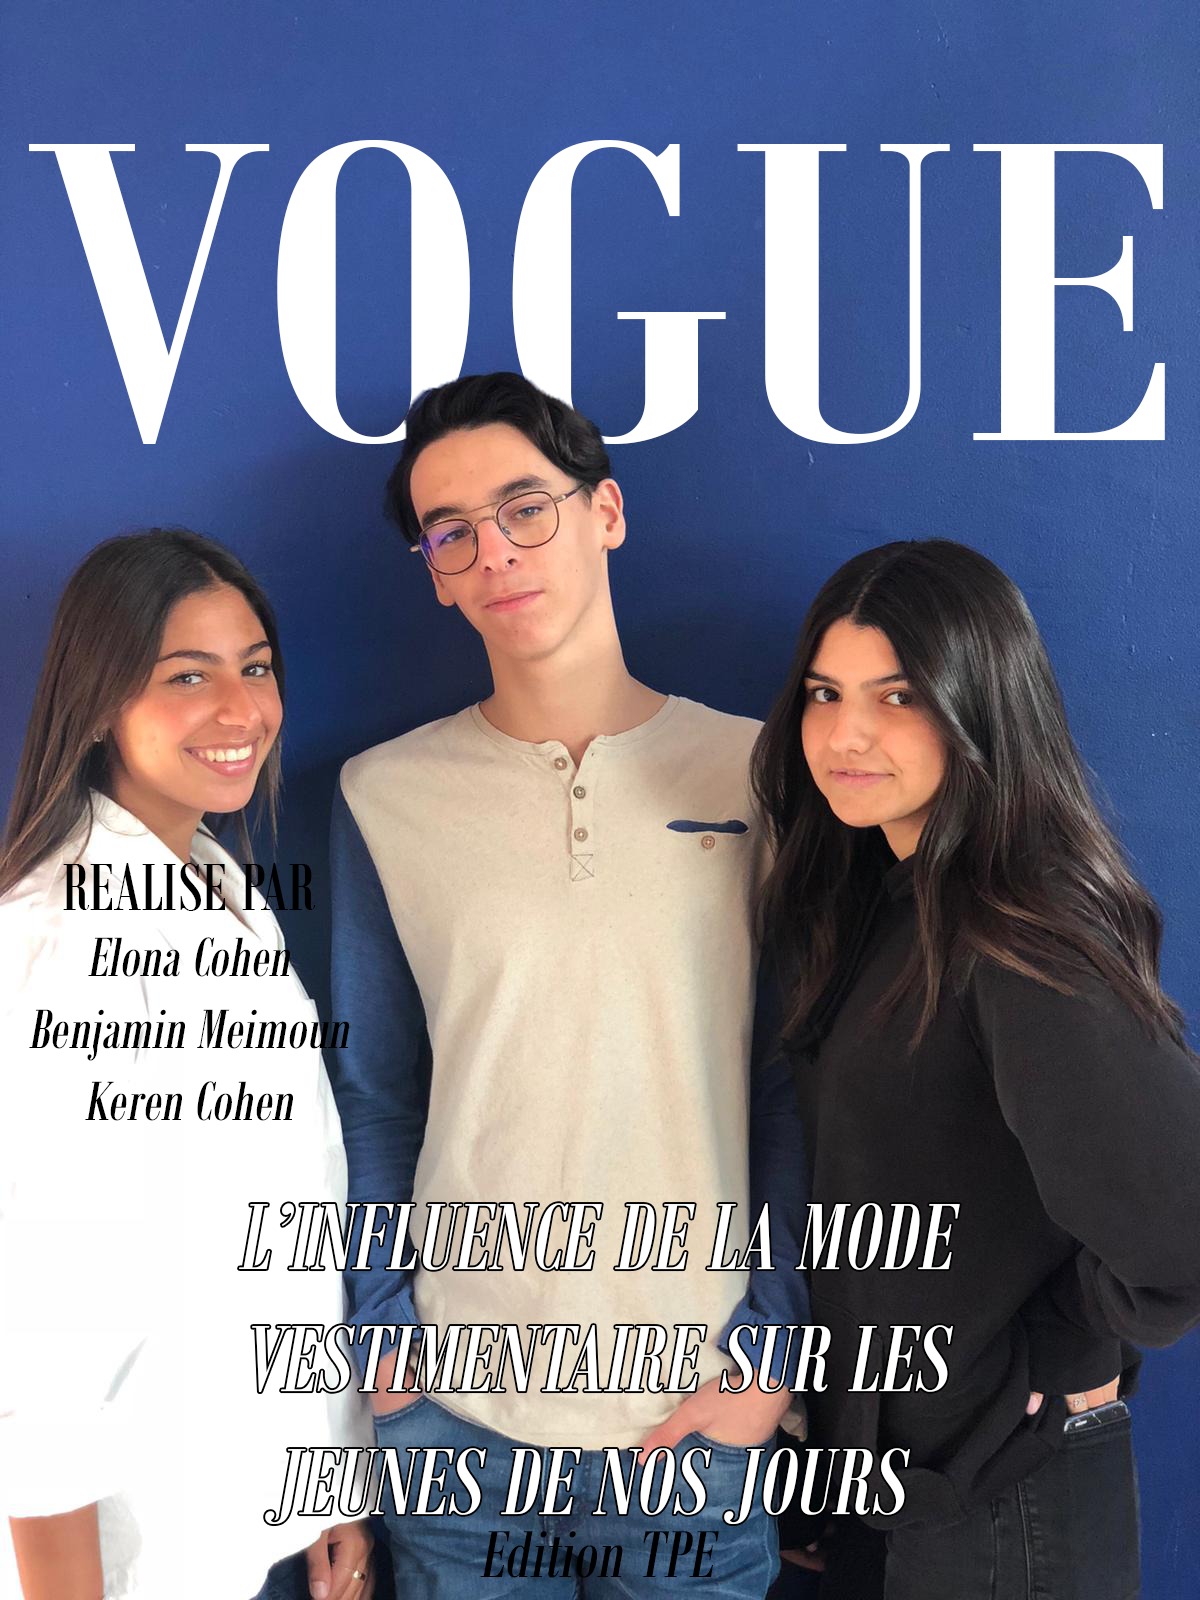 VOGUE
REALISE PAR
Elona Cohen
Benjamin Meimoun
Keren Cohen
L'INFLUENCE DE LA MODE
VESTIMENTAIRE SUR LES
JEUNES DE NOS JOURS
Edition TPE